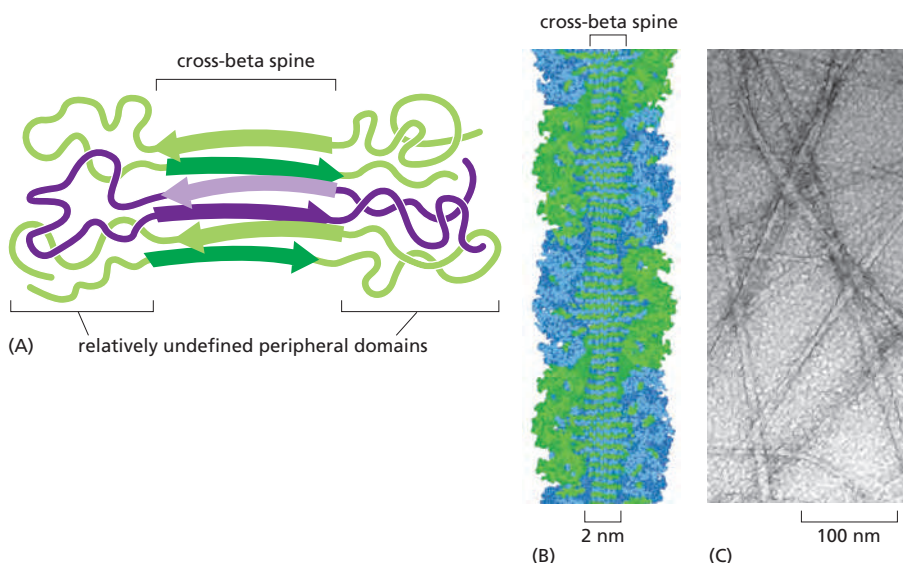 cross-beta spine
(A)
relatively undefined peripheral domains
cross-beta spine
2 nm
(B)
100 nm
(C)